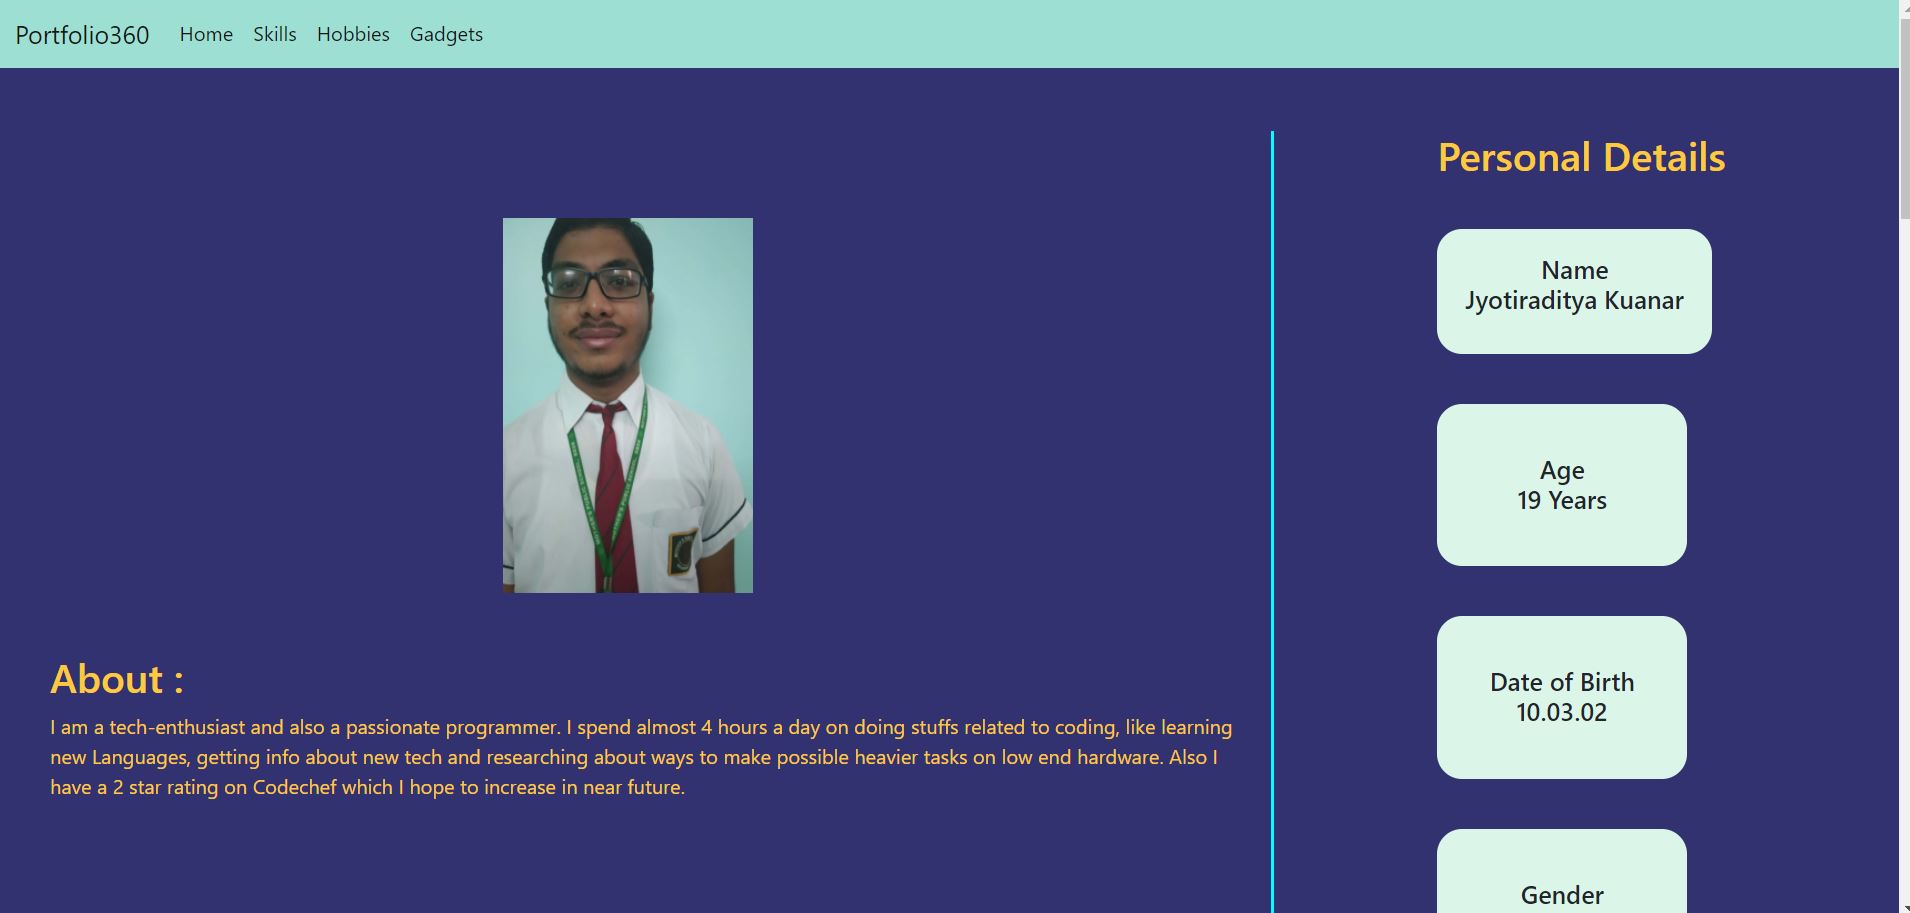 Portfolio360 Home Skills Hobbies Gadgets
About :
I am a tech-enthusiast and also a passionate programmer. I spend almost 4 hours a day on doing stuffs related to coding, like learning
new Languages, getting info about new tech and researching about ways to make possible heavier tasks on low end hardware. Also I
have a 2 star rating on Codechef which I hope to increase in near future.
Personal Details
Name
Jyotiraditya Kuanar
Age
19 Years
Date of Birth
10.03.02
Gender